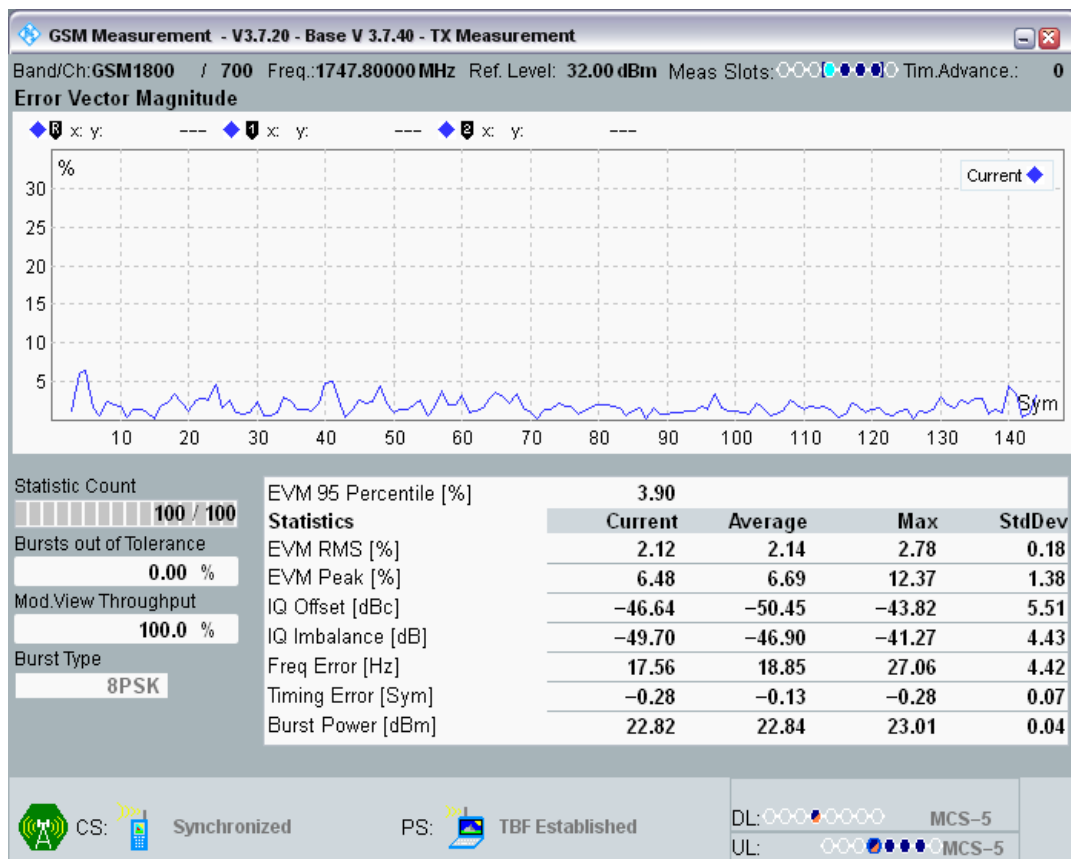 GSM Measurement - V3.7.20 - Base V 3.7.40 - TX Measurement
Band/Ch:GSM1800 / 700 Freq.:1747.80000 MHz Ref. Level: 32.00 dBm Meas Slots: Tim.Advance.: 0
Error Vector Magnitude
R x: y: --- 1 x: y: --- 2 x: y: ---
%
Current
30
25
20
15
10
5
Sym
10 20 30 40 50 60 70 80 90 100 110 120 130 140
Statistic Count
100 / 100
Bursts out of Tolerance
0.00 %
Mod.View Throughput
100.0 %
Burst Type
8PSK
EVM 95 Percentile [%] 3.90
Statistics Current Average Max StdDev
EVM RMS [%] 2.12 2.14 2.78 0.18
EVM Peak [%] 6.48 6.69 12.37 1.38
IQ Offset [dBc] −46.64 −50.45 −43.82 5.51
IQ Imbalance [dB] −49.70 −46.90 −41.27 4.43
Freq Error [Hz] 17.56 18.85 27.06 4.42
Timing Error [Sym] −0.28 −0.13 −0.28 0.07
Burst Power [dBm] 22.82 22.84 23.01 0.04
CS: Synchronized PS: TBF Established
DL: MCS−5
UL: MCS−5